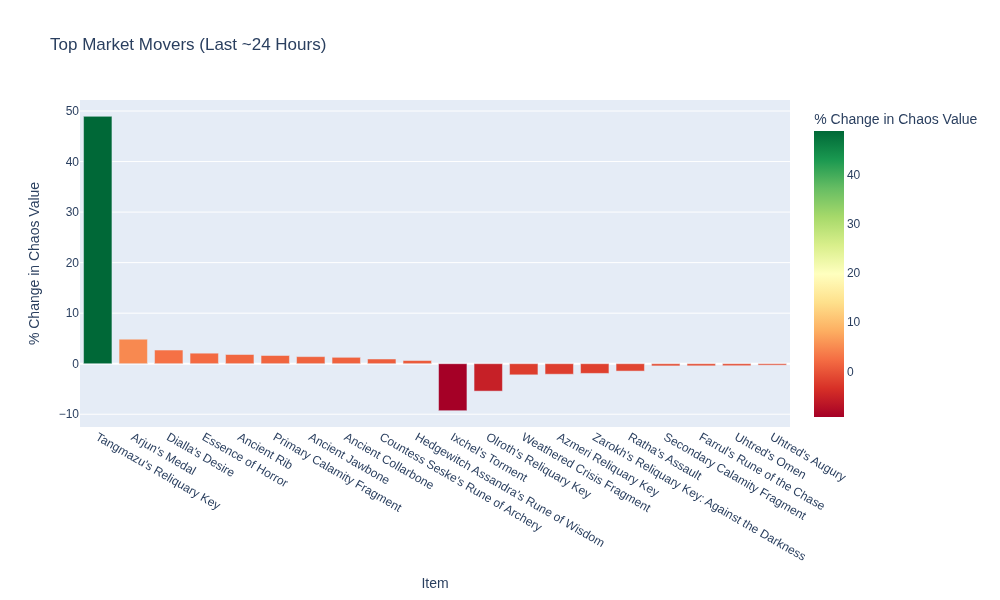 Top Market Movers (Last ~24 Hours)
% Change in Chaos Value
50
40
30
20
10
0
−10
Tangmazu's Reliquary Key
Arjun's Medal
Dialla's Desire
Essence of Horror
Ancient Rib
Primary Calamity Fragment
Ancient Jawbone
Ancient Collarbone
Countess Seske's Rune of Archery
Hedgewitch Assandra's Rune of Wisdom
Ixchel's Torment
Olroth's Reliquary Key
Weathered Crisis Fragment
Azmeri Reliquary Key
Zarokh's Reliquary Key: Against the Darkness
Ratha's Assault
Secondary Calamity Fragment
Farrul's Rune of the Chase
Uhtred's Omen
Uhtred's Augury
Item
% Change in Chaos Value
40
30
20
10
0